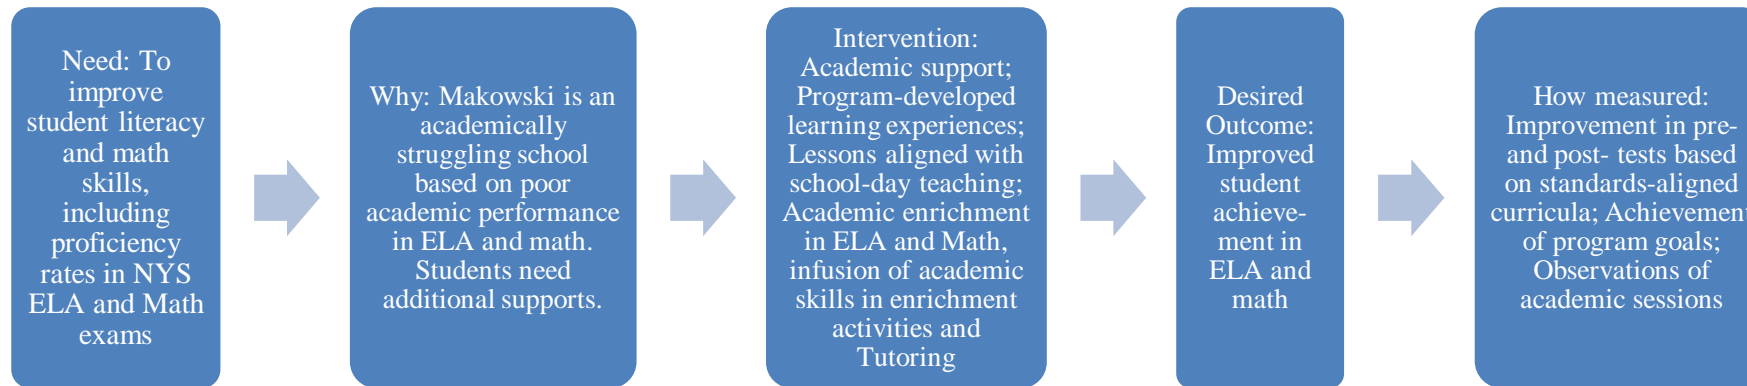 Need: To
improve
student literacy
and math
skills,
including
proficiency
rates in NYS
ELA and Math
exams
Why: Makowski is an
academically
struggling school
based on poor
academic performance
in ELA and math.
Students need
additional supports.
Intervention:
Academic support;
Program-developed
learning experiences;
Lessons aligned with
school-day teaching;
Academic enrichment
in ELA and Math,
infusion of academic
skills in enrichment
activities and
Tutoring
Desired
Outcome:
Improved
student
achieve-
ment in
ELA and
math
How measured:
Improvement in pre-
and post- tests based
on standards-aligned
curricula; Achievement
of program goals;
Observations of
academic sessions